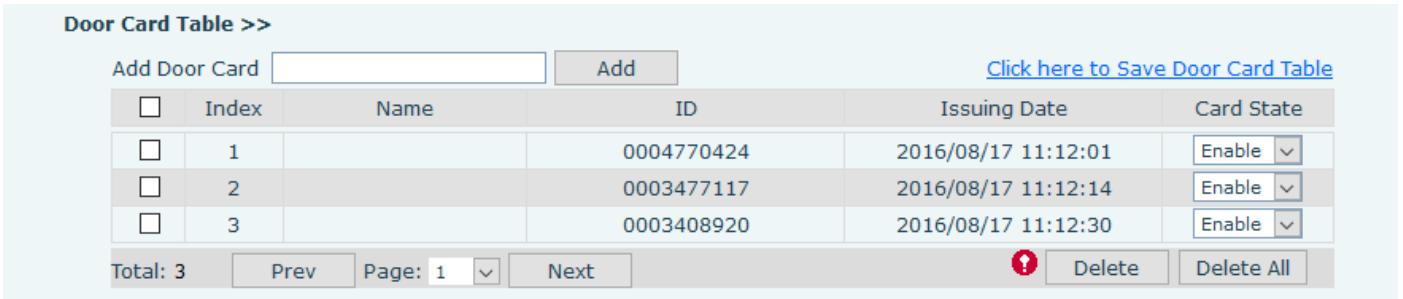 Door Card Table >>
Add Door Card Add Click here to Save Door Card Table
Index Name ID Issuing Date Card State
1 0004770424 2016/08/17 11:12:01 Enable
2 0003477117 2016/08/17 11:12:14 Enable
3 0003408920 2016/08/17 11:12:30 Enable
Total: 3 Prev Page: 1 Next Delete Delete All